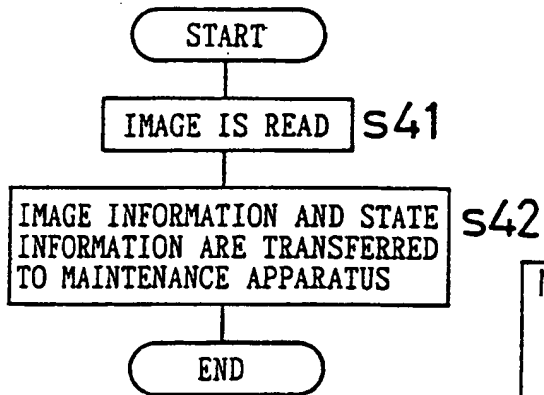 START
IMAGE IS READ s41
IMAGE INFORMATION AND STATE s42
INFORMATION ARE TRANSFERRED
TO MAINTENANCE APPARATUS
END